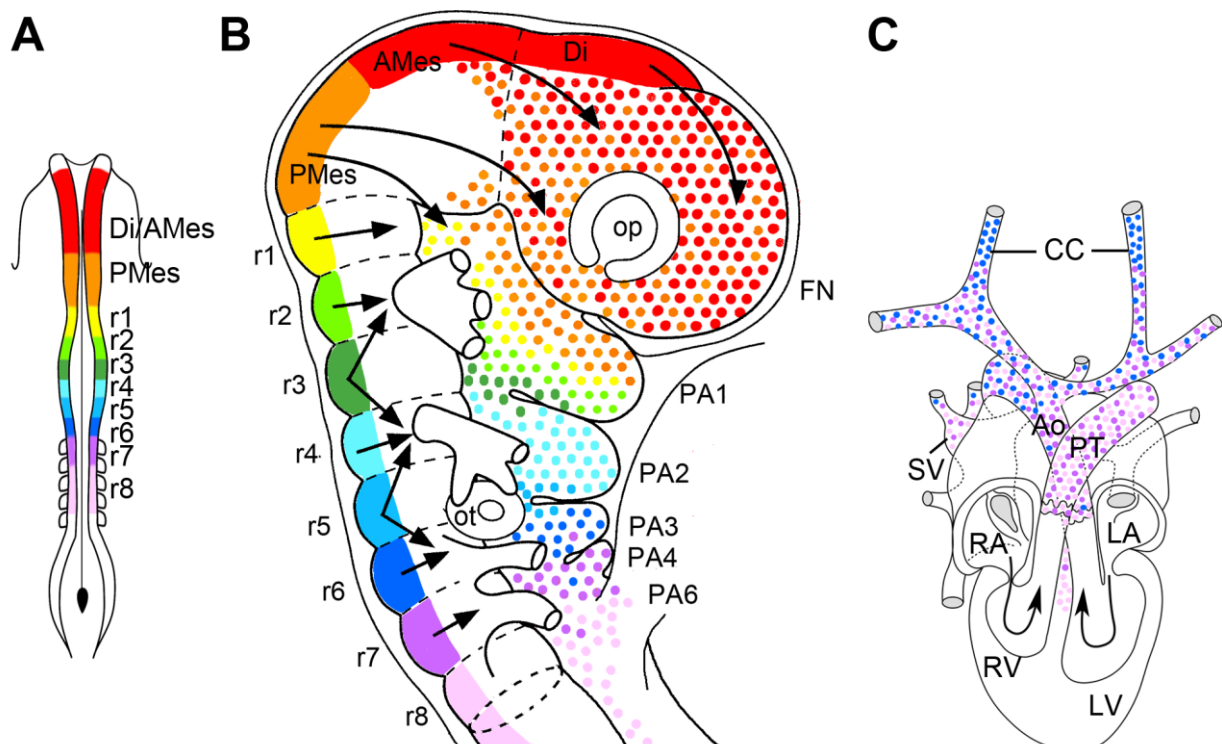 A
Di/AMes
PMes
r1
r2
r3
r4
r5
r6
r7
r8
B
AMes
Di
PMes
op
FN
r1
r2
r3
r4
r5
r6
r7
r8
ot
PA1
PA2
PA3
PA4
PA6
C
CC
Ao
PT
SV
RA
LA
RV
LV